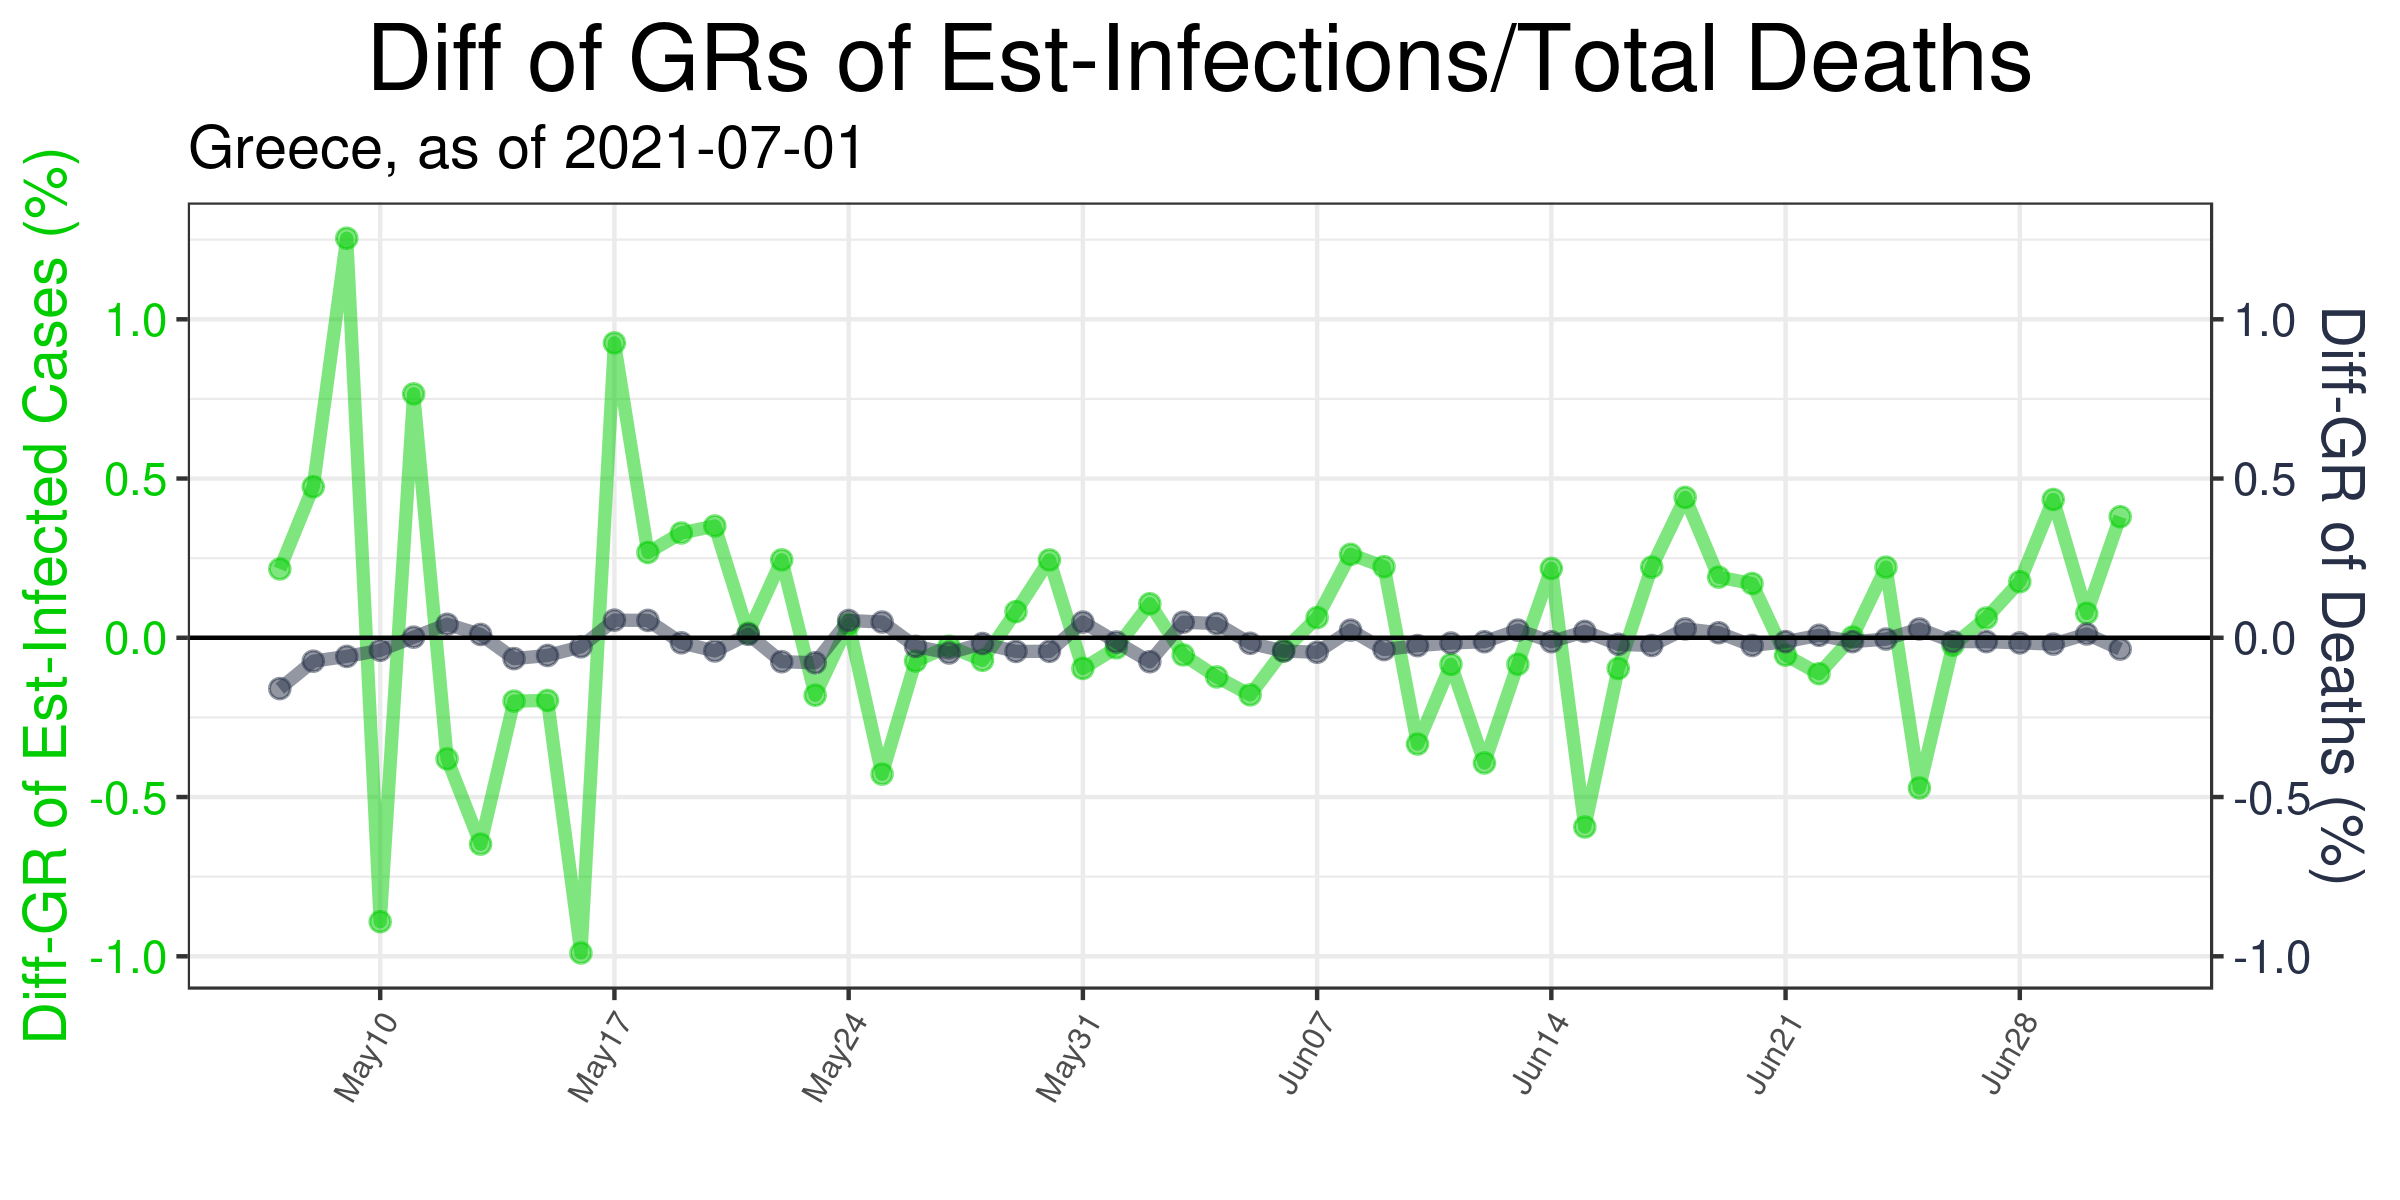 Diff of GRs of Est-Infections/Total Deaths
Greece, as of 2021-07-01
Diff-GR of Est-Infected Cases (%)
1.0
0.5
0.0
-0.5
-1.0
1.0
0.5
0.0
-0.5
-1.0
Diff-GR of Deaths (%)
May10
May17
May24
May31
Jun07
Jun14
Jun21
Jun28